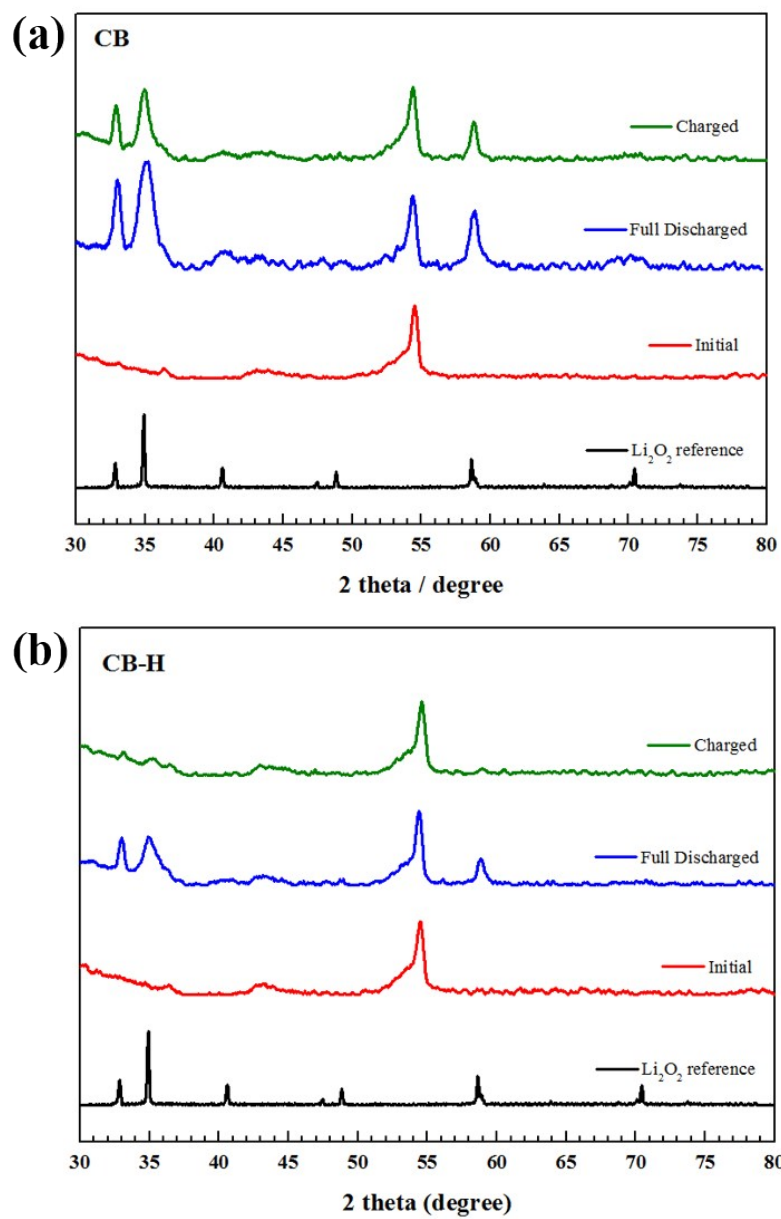 (a)
CB
Charged
Full Discharged
Initial
Li₂O₂ reference
30 35 40 45 50 55 60 65 70 75 80
2 theta / degree
(b)
CB-H
Charged
Full Discharged
Initial
Li₂O₂ reference
30 35 40 45 50 55 60 65 70 75 80
2 theta (degree)